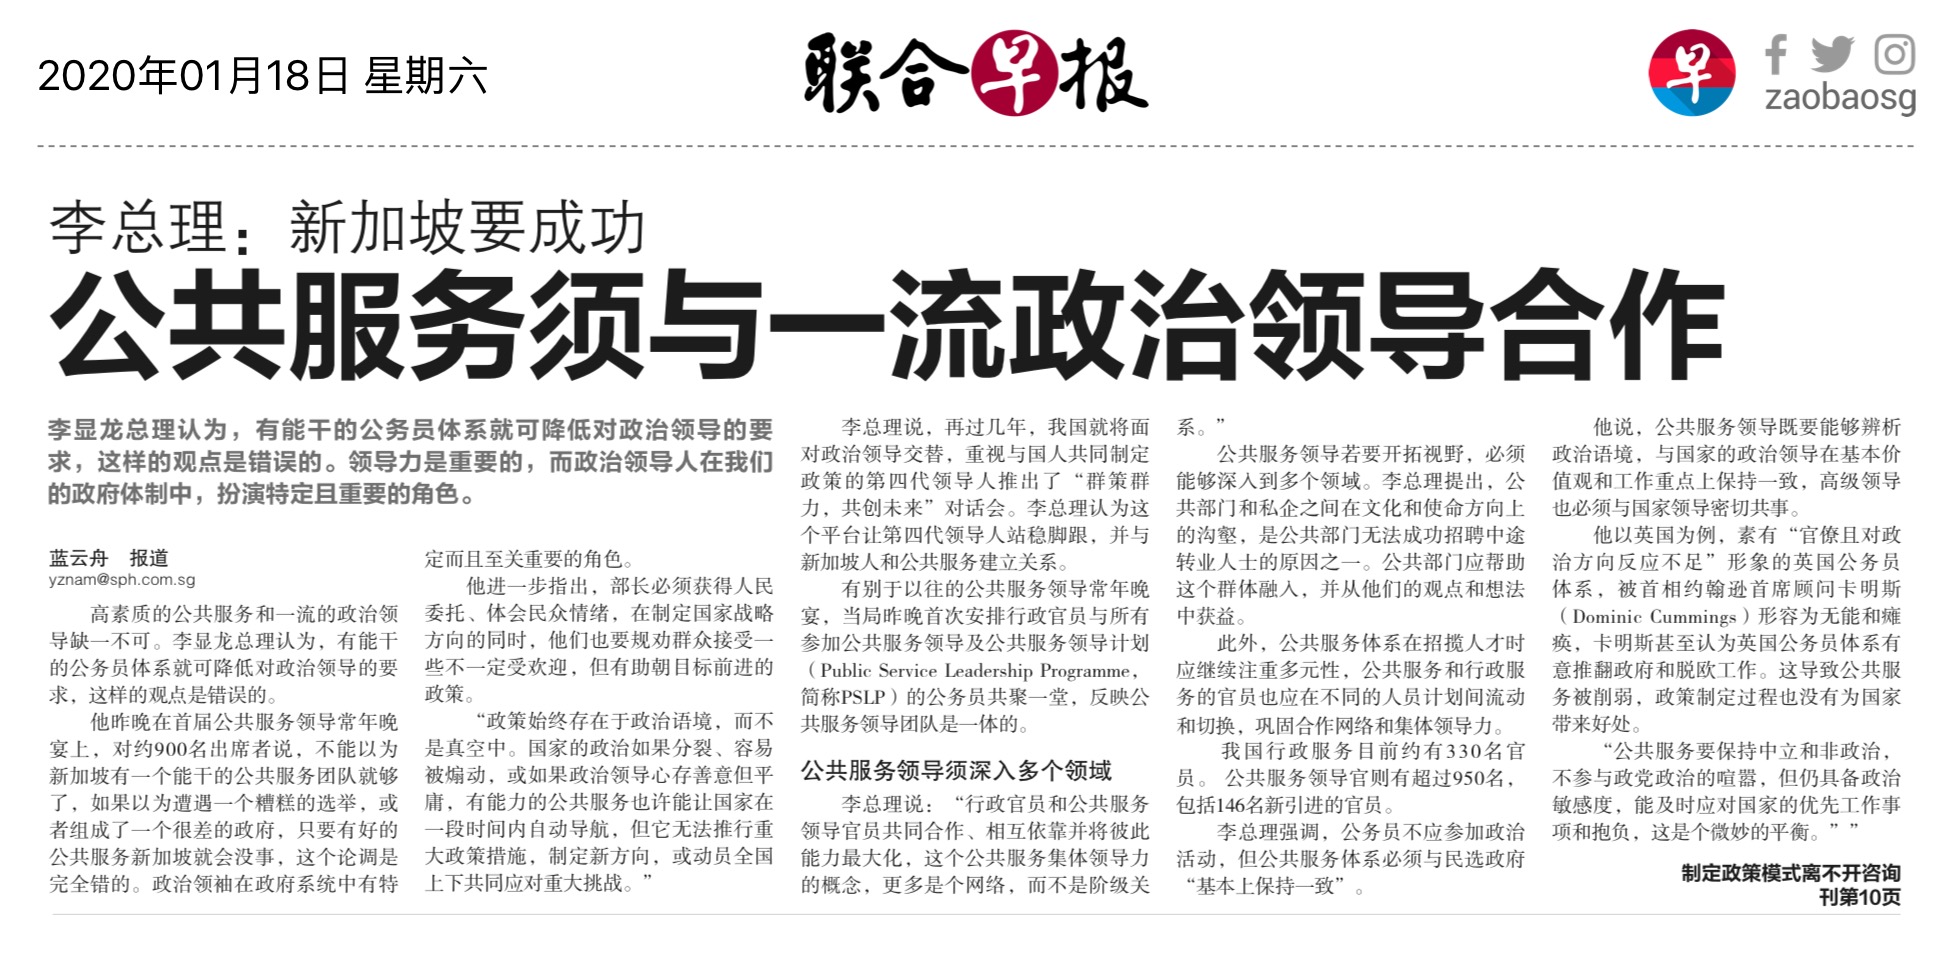 2020年01月18日 星期六
联合早报
早
zaobaosg
李总理：新加坡要成功
公共服务须与一流政治领导合作
李显龙总理认为，有能干的公务员体系就可降低对政治领导的要
求，这样的观点是错误的。领导力是重要的，而政治领导人在我们
的政府体制中，扮演特定且重要的角色。
蓝云舟 报道
yznam@sph.com.sg
高素质的公共服务和一流的政治领
导缺一不可。李显龙总理认为，有能干
的公务员体系就可降低对政治领导的要
求，这样的观点是错误的。
他昨晚在首届公共服务领导常年晚
宴上，对约900名出席者说，不能以为
新加坡有一个能干的公共服务团队就够
了，如果以为遭遇一个糟糕的选举，或
者组成了一个很差的政府，只要有好的
公共服务新加坡就会没事，这个论调是
完全错的。政治领袖在政府系统中有特
定而且至关重要的角色。
他进一步指出，部长必须获得人民
委托、体会民众情绪，在制定国家战略
方向的同时，他们也要规劝群众接受一
些不一定受欢迎，但有助朝目标前进的
政策。
“政策始终存在于政治语境，而不
是真空中。国家的政治如果分裂、容易
被煽动，或如果政治领导心存善意但平
庸，有能力的公共服务也许能让国家在
一段时间内自动导航，但它无法推行重
大政策措施，制定新方向，或动员全国
上下共同应对重大挑战。”
李总理说，再过几年，我国就将面
对政治领导交替，重视与国人共同制定
政策的第四代领导人推出了“群策群
力，共创未来”对话会。李总理认为这
个平台让第四代领导人站稳脚跟，并与
新加坡人和公共服务建立关系。
有别于以往的公共服务领导常年晚
宴，当局昨晚首次安排行政官员与所有
参加公共服务领导及公共服务领导计划
（Public Service Leadership Programme，
简称PSLP）的公务员共聚一堂，反映公
共服务领导团队是一体的。
公共服务领导须深入多个领域
李总理说：“行政官员和公共服务
领导官员共同合作、相互依靠并将彼此
能力最大化，这个公共服务集体领导力
的概念，更多是个网络，而不是阶级关
系。”
公共服务领导若要开拓视野，必须
能够深入到多个领域。李总理提出，公
共部门和私企之间在文化和使命方向上
的沟壑，是公共部门无法成功招聘中途
转业人士的原因之一。公共部门应帮助
这个群体融入，并从他们的观点和想法
中获益。
此外，公共服务体系在招揽人才时
应继续注重多元性，公共服务和行政服
务的官员也应在不同的人员计划间流动
和切换，巩固合作网络和集体领导力。
我国行政服务目前约有330名官
员。 公共服务领导官则有超过950名，
包括146名新引进的官员。
李总理强调，公务员不应参加政治
活动，但公共服务体系必须与民选政府
“基本上保持一致”。
他说，公共服务领导既要能够辨析
政治语境，与国家的政治领导在基本价
值观和工作重点上保持一致，高级领导
也必须与国家领导密切共事。
他以英国为例，素有“官僚且对政
治方向反应不足”形象的英国公务员
体系，被首相约翰逊首席顾问卡明斯
（Dominic Cummings）形容为无能和瘫
痪，卡明斯甚至认为英国公务员体系有
意推翻政府和脱欧工作。这导致公共服
务被削弱，政策制定过程也没有为国家
带来好处。
“公共服务要保持中立和非政治，
不参与政党政治的喧嚣，但仍具备政治
敏感度，能及时应对国家的优先工作事
项和抱负，这是个微妙的平衡。””
制定政策模式离不开咨询
刊第10页